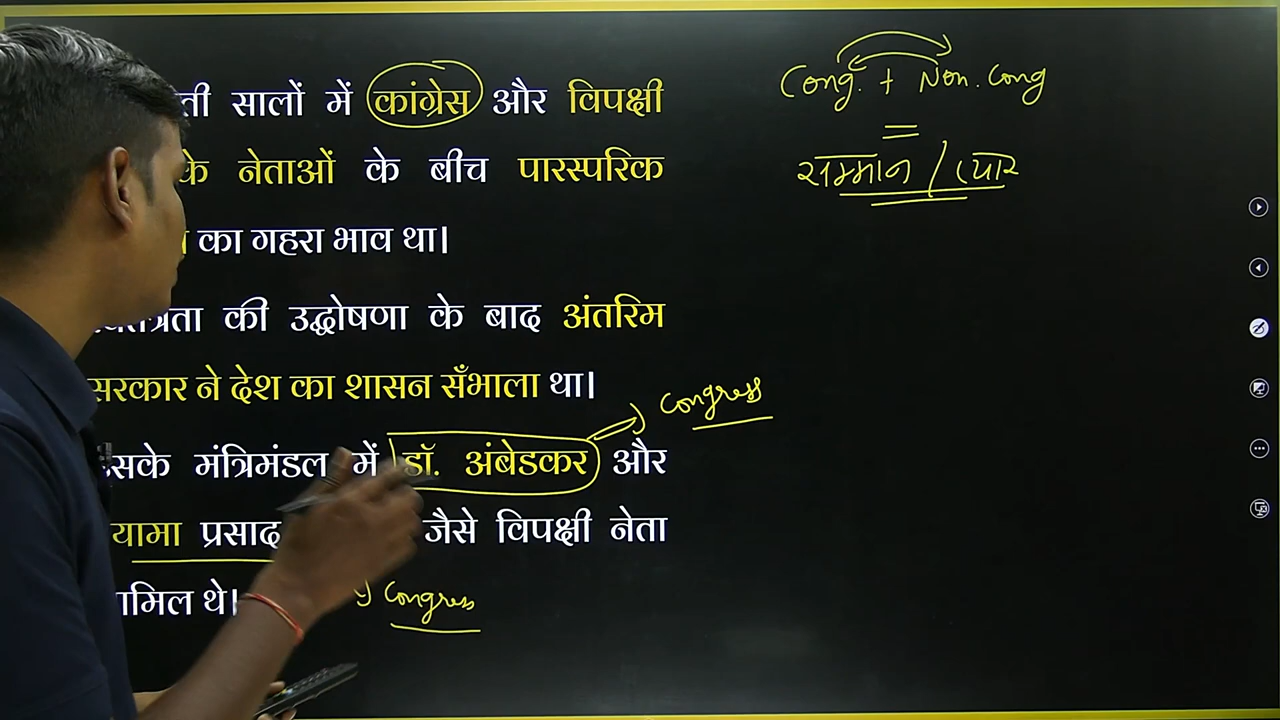 ती सालों में कांग्रेस और विपक्षी
के नेताओं के बीच पारस्परिक
का गहरा भाव था।
की उद्घोषणा के बाद अंतरिम
सरकार ने देश का शासन सँभाला था।
सके मंत्रिमंडल में डॉ. अंबेडकर और
यामा प्रसाद जैसे विपक्षी नेता
ामिल थे।
Cong. + Non. Cong
=
सम्मान / प्यार
Congress
Congress